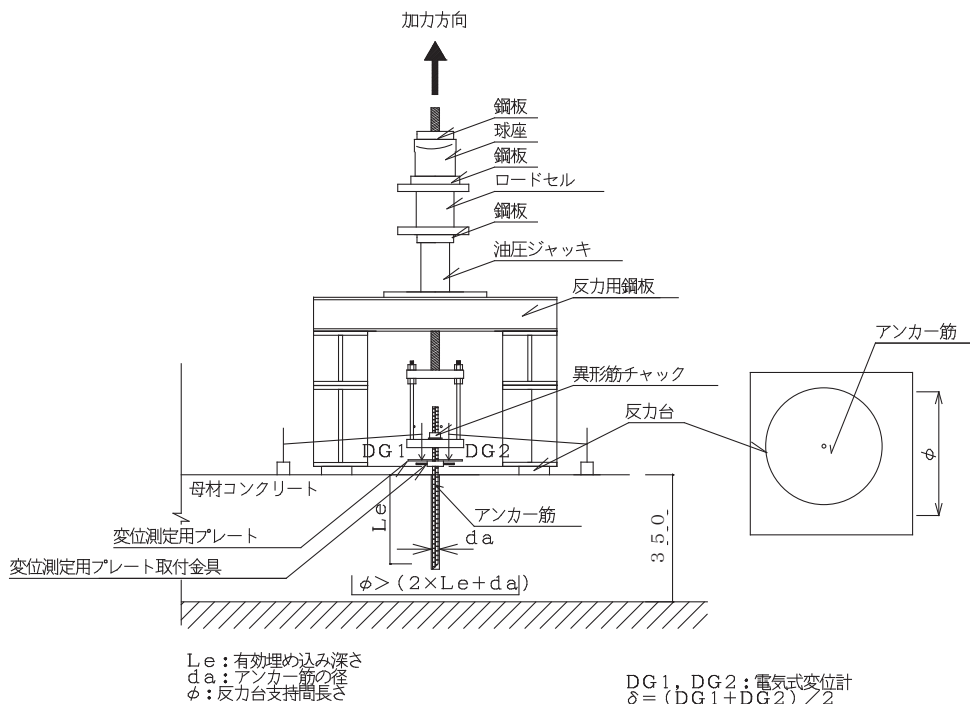 加力方向
鋼板
球座
鋼板
ロードセル
鋼板
油圧ジャッキ
反力用鋼板
アンカー筋
異形筋チャック
反力台
DG1
DG2
φ
母材コンクリート
Le
アンカー筋
da
350
変位測定用プレート
変位測定用プレート取付金具
φ>(2×Le+da)
Le:有効埋め込み深さ
da:アンカー筋の径
φ:反力台支持間長さ
DG1,DG2:電気式変位計
δ=(DG1+DG2)/2